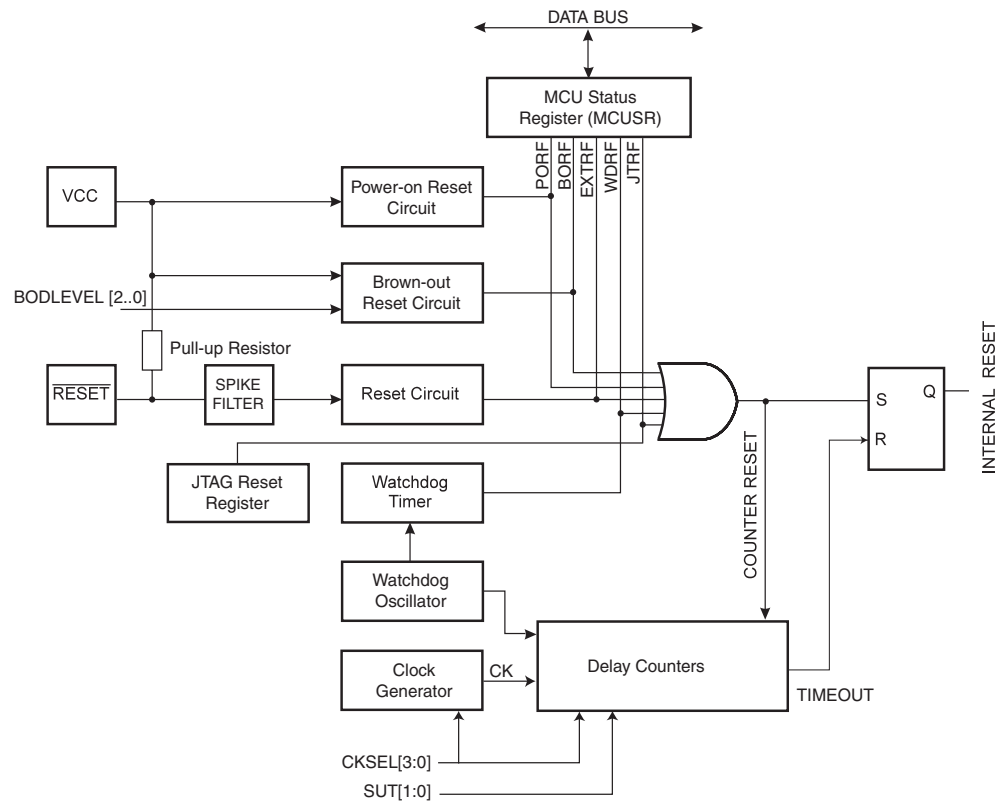 DATA BUS
MCU Status
Register (MCUSR)
PORF
BORF
EXTRF
WDRF
JTRF
VCC
Power-on Reset
Circuit
Brown-out
Reset Circuit
BODLEVEL [2..0]
Pull-up Resistor
RESET
SPIKE
FILTER
Reset Circuit
JTAG Reset
Register
Watchdog
Timer
Watchdog
Oscillator
Clock
Generator
CK
Delay Counters
COUNTER RESET
S
R
Q
INTERNAL RESET
TIMEOUT
CKSEL[3:0]
SUT[1:0]